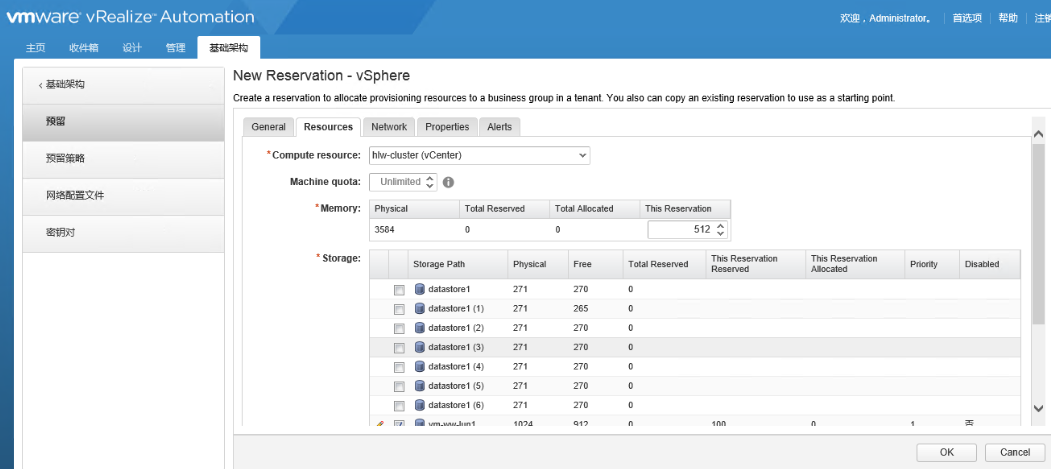 vmware vRealize Automation
欢迎，Administrator。 首选项 帮助 注销
主页 收件箱 设计 管理 基础架构
< 基础架构
预留
预留策略
网络配置文件
密钥对
New Reservation - vSphere
Create a reservation to allocate provisioning resources to a business group in a tenant. You also can copy an existing reservation to use as a starting point.
General Resources Network Properties Alerts
*Compute resource: hlw-cluster (vCenter)
Machine quota: Unlimited
*Memory: Physical Total Reserved Total Allocated This Reservation
3584 0 0 512
*Storage: Storage Path Physical Free Total Reserved This Reservation Reserved This Reservation Allocated Priority Disabled
datastore1 271 270 0
datastore1 (1) 271 265 0
datastore1 (2) 271 270 0
datastore1 (3) 271 270 0
datastore1 (4) 271 270 0
datastore1 (5) 271 270 0
datastore1 (6) 271 270 0
vm-ww-lun1 1024 912 0 100 0 1 否
OK Cancel